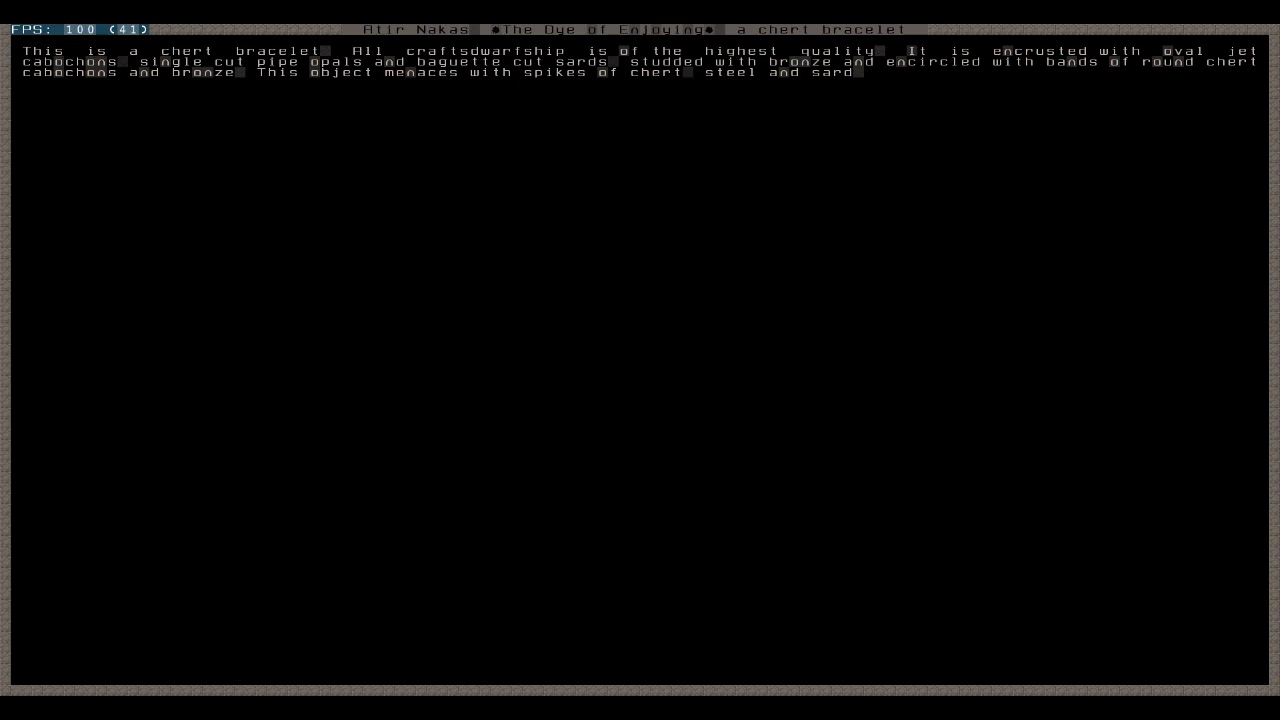 FPS: 100 (41)
Atir Nakas, "The Dye of Enjoying", a chert bracelet
This is a chert bracelet. All craftsdwarfship is of the highest quality. It is encrusted with oval jet
cabochons, single cut pipe opals and baguette cut sards, studded with bronze and encircled with bands of round chert
cabochons and bronze. This object menaces with spikes of chert, steel and sard.